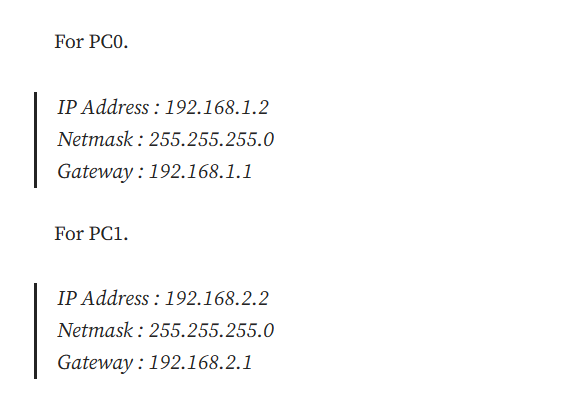 For PC0.
IP Address : 192.168.1.2
Netmask : 255.255.255.0
Gateway : 192.168.1.1
For PC1.
IP Address : 192.168.2.2
Netmask : 255.255.255.0
Gateway : 192.168.2.1